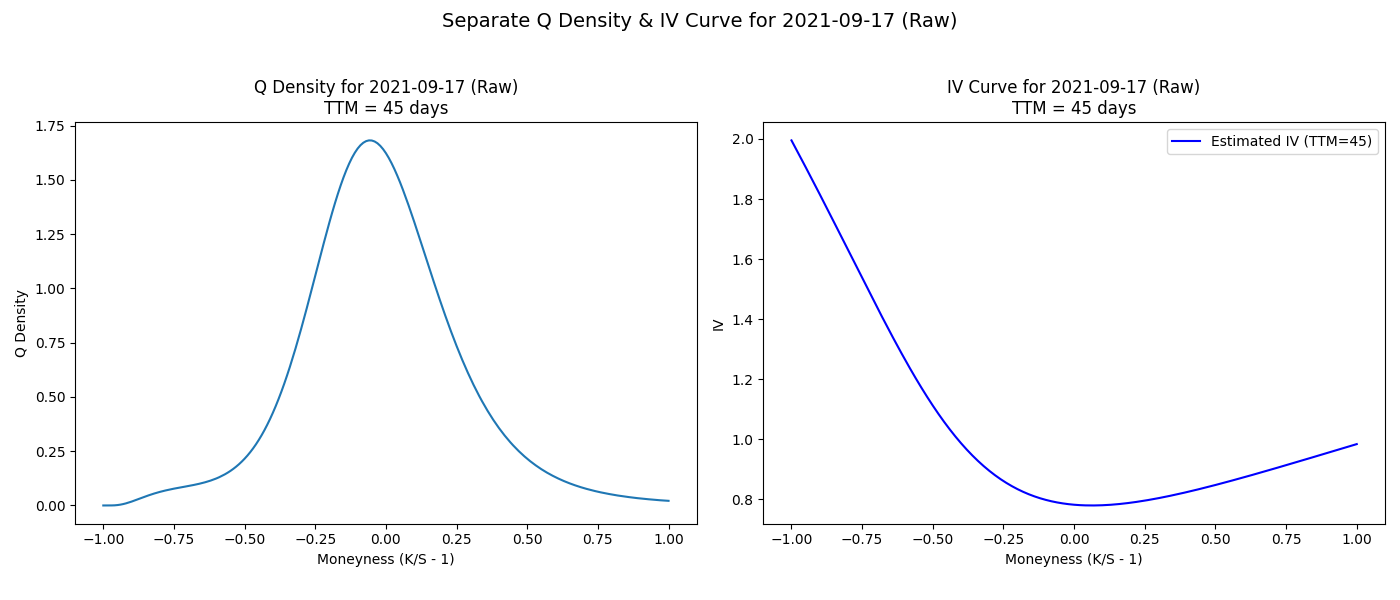 Separate Q Density & IV Curve for 2021-09-17 (Raw)
Q Density for 2021-09-17 (Raw)
TTM = 45 days
Q Density
1.75
1.50
1.25
1.00
0.75
0.50
0.25
0.00
−1.00 −0.75 −0.50 −0.25 0.00 0.25 0.50 0.75 1.00
Moneyness (K/S - 1)
IV Curve for 2021-09-17 (Raw)
TTM = 45 days
Estimated IV (TTM=45)
IV
2.0
1.8
1.6
1.4
1.2
1.0
0.8
−1.00 −0.75 −0.50 −0.25 0.00 0.25 0.50 0.75 1.00
Moneyness (K/S - 1)